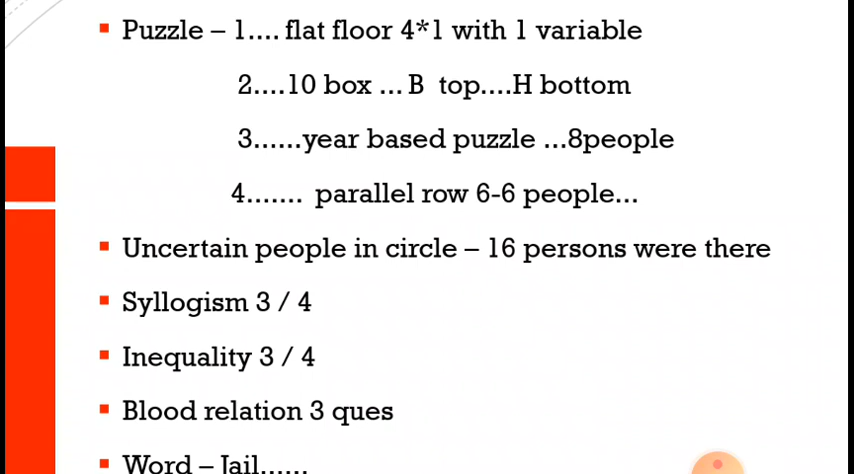 Puzzle – 1.... flat floor 4*1 with 1 variable
2....10 box ... B top....H bottom
3......year based puzzle ...8people
4....... parallel row 6-6 people...
Uncertain people in circle – 16 persons were there
Syllogism 3 / 4
Inequality 3 / 4
Blood relation 3 ques
Word – Jail......